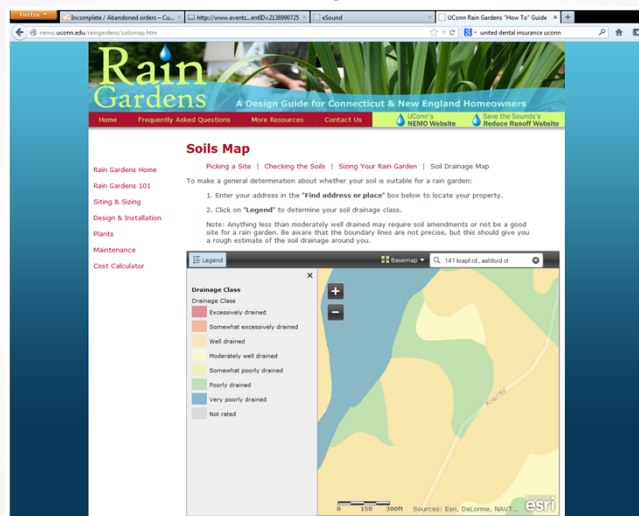 Firefox
Incomplete / Abandoned orders – Cu...
http://www.eventz...entID=2138990725
eSound
UConn Rain Gardens "How To" Guide
nemo.uconn.edu/raingardens/soilsmap.htm
united dental insurance uconn
Rain
Gardens
A Design Guide for Connecticut & New England Homeowners
Home
Frequently Asked Questions
More Resources
Contact Us
UConn's
NEMO Website
Save the Sounds's
Reduce Runoff Website
Soils Map
Picking a Site | Checking the Soils | Sizing Your Rain Garden | Soil Drainage Map
Rain Gardens Home
Rain Gardens 101
Siting & Sizing
Design & Installation
Plants
Maintenance
Cost Calculator
To make a general determination about whether your soil is suitable for a rain garden:
1. Enter your address in the "Find address or place" box below to locate your property.
2. Click on "Legend" to determine your soil drainage class.
Note: Anything less than moderately well drained may require soil amendments or not be a good
site for a rain garden. Be aware that the boundary lines are not precise, but this should give you
a rough estimate of the soil drainage around you.
Legend
Basemap
141 krapf rd., ashford ct
Drainage Class
Drainage Class
Excessively drained
Somewhat excessively drained
Well drained
Moderately well drained
Somewhat poorly drained
Poorly drained
Very poorly drained
Not rated
Krapf Rd
0 150 300ft
Sources: Esri, DeLorme, NAVT...
esri